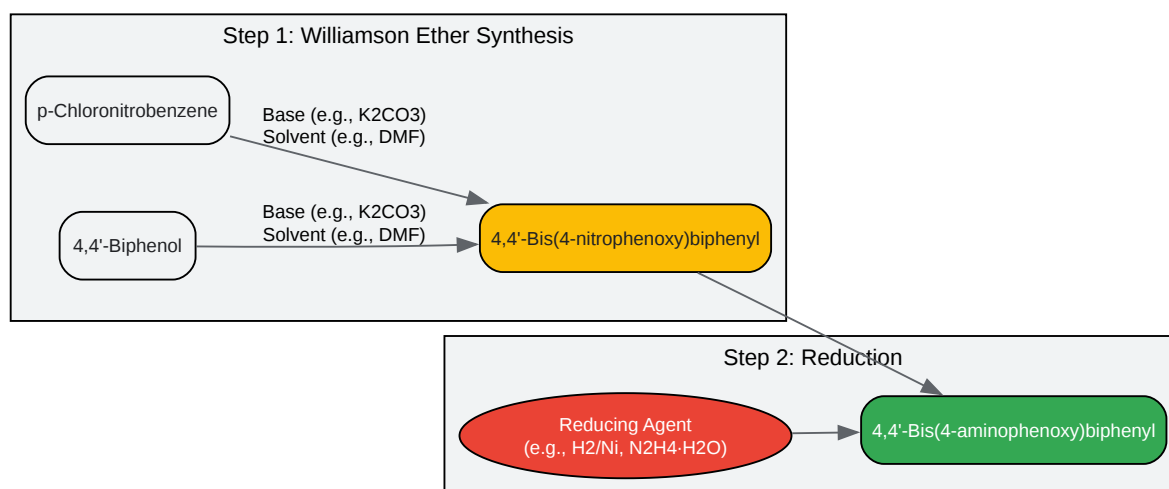 Step 1: Williamson Ether Synthesis
p-Chloronitrobenzene
Base (e.g., K2CO3)
Solvent (e.g., DMF)
4,4'-Biphenol
Base (e.g., K2CO3)
Solvent (e.g., DMF)
4,4'-Bis(4-nitrophenoxy)biphenyl
Step 2: Reduction
Reducing Agent
(e.g., H2/Ni, N2H4·H2O)
4,4'-Bis(4-aminophenoxy)biphenyl